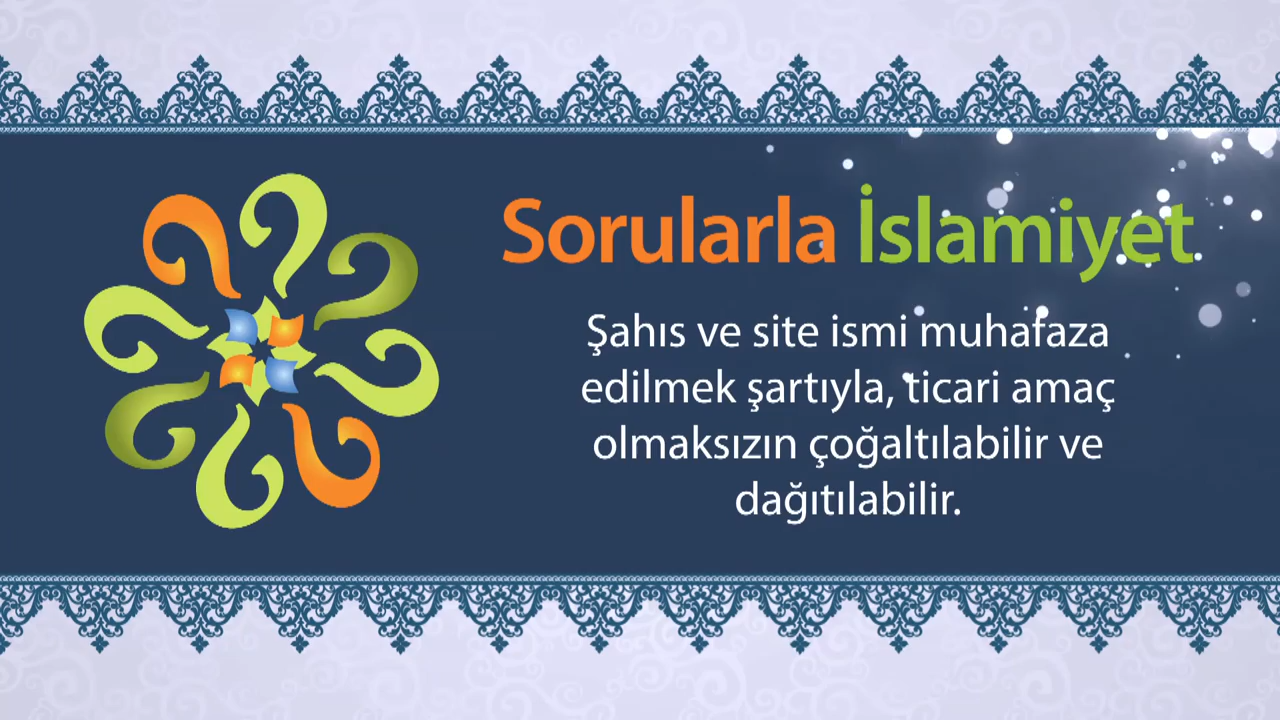 Sorularla İslamiyet
Şahıs ve site ismi muhafaza
edilmek şartıyla, ticari amaç
olmaksızın çoğaltılabilir ve
dağıtılabilir.